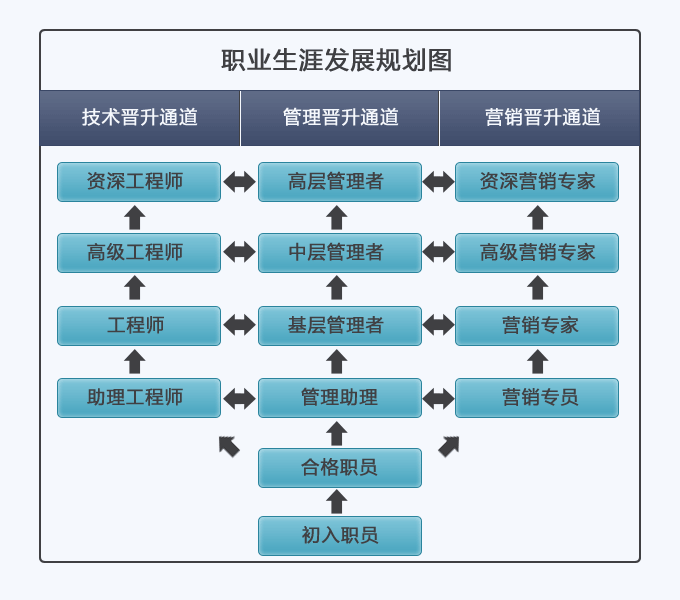 职业生涯发展规划图
技术晋升通道
管理晋升通道
营销晋升通道
资深工程师
高层管理者
资深营销专家
高级工程师
中层管理者
高级营销专家
工程师
基层管理者
营销专家
助理工程师
管理助理
营销专员
合格职员
初入职员